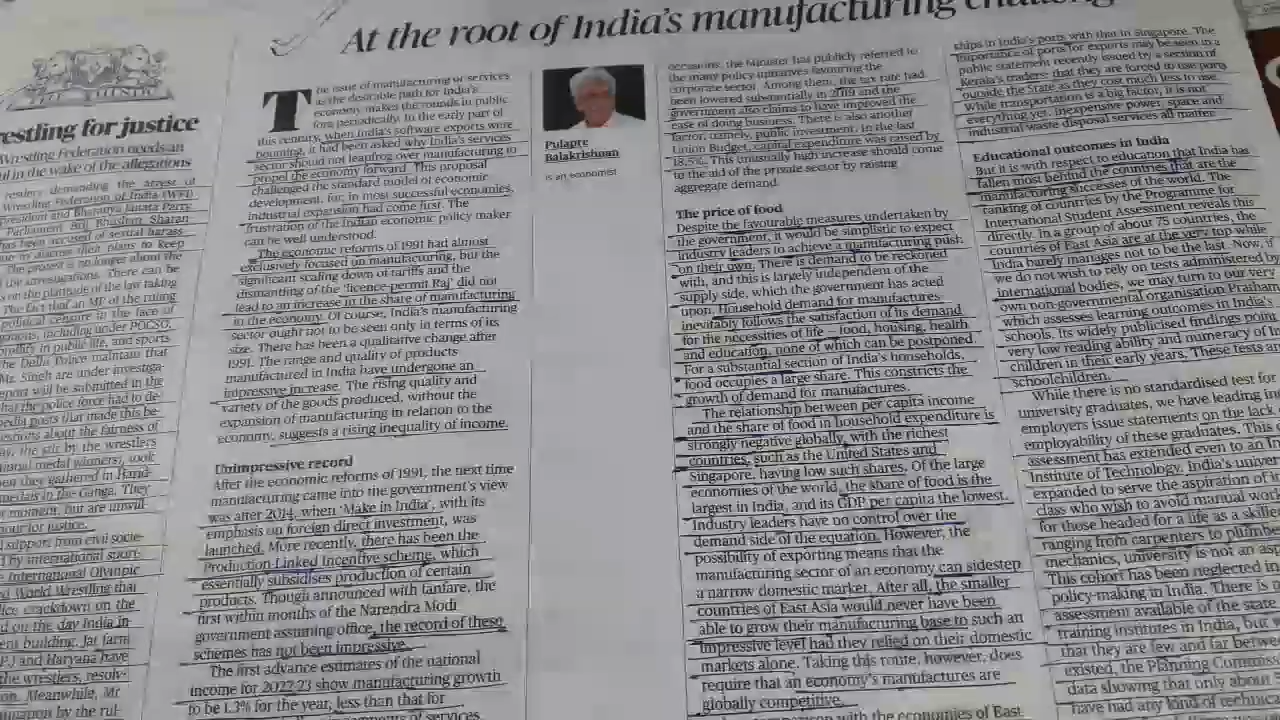 At the root of India's manufacturing
THE HINDU
restling for justice
Wrestling Federation needs an
in the wake of the allegations
restlers demanding the arrest of
Wrestling Federation of India (WFI)
President and Bharatiya Janata Party
Parliament, Brij Bhushan Sharan
has been accused of sexual harass-
The protest is no longer about the
the investigations. There can be
on the platitude of the law taking
The fact that an MP of the ruling
political censure in the face of
including under POCSO,
in public life, and sports
The Delhi Police maintain that
Mr. Singh are under investiga-
report will be submitted in the
that the police force had to de-
media posts that made this be-
questions about the fairness of
the stir by the wrestlers
medal winners), took
they gathered in Harid-
medals in the Ganga. They
moment, but are unwil-
hour for justice.
support from civil socie-
by international sport-
International Olympic
World Wrestling that
crackdown on the
on the day India in
building. Jat farm
P.) and Haryana have
the wrestlers, resolv-
Meanwhile, Mr
by the rul-
The issue of manufacturing or services
as the desirable path for India's
economy makes the rounds in public
fora periodically. In the early part of
this century, when India's software exports were
booming, it had been asked why India's services
sector should not leapfrog over manufacturing to
propel the economy forward. This proposal
challenged the standard model of economic
development, for, in most successful economies,
industrial expansion had come first. The
frustration of the Indian economic policy maker
can be well understood.
The economic reforms of 1991 had almost
exclusively focused on manufacturing, but the
significant scaling down of tariffs and the
dismantling of the 'licence-permit Raj' did not
lead to an increase in the share of manufacturing
in the economy. Of course, India's manufacturing
sector ought not to be seen only in terms of its
size. There has been a qualitative change after
1991. The range and quality of products
manufactured in India have undergone an
impressive increase. The rising quality and
variety of the goods produced, without the
expansion of manufacturing in relation to the
economy, suggests a rising inequality of income.
Unimpressive record
After the economic reforms of 1991, the next time
manufacturing came into the government's view
was after 2014, when 'Make in India', with its
emphasis on foreign direct investment, was
launched. More recently, there has been the
Production Linked Incentive scheme, which
essentially subsidises production of certain
products. Though announced with fanfare, the
first within months of the Narendra Modi
government assuming office, the record of these
schemes has not been impressive.
The first advance estimates of the national
income for 2022-23 show manufacturing growth
to be 1.3% for the year, less than that for
of services
Pulapre
Balakrishnan
is an economist
occasions, the Minister has publicly referred to
the many policy initiatives favouring the
corporate sector. Among them, the tax rate had
been lowered substantially in 2019 and the
government also claims to have improved the
ease of doing business. There is also another
factor, namely, public investment. In the last
Union Budget, capital expenditure was raised by
18.5%. This unusually high increase should come
to the aid of the private sector by raising
aggregate demand.
The price of food
Despite the favourable measures undertaken by
the government, it would be simplistic to expect
industry leaders to achieve a manufacturing push
on their own. There is demand to be reckoned
with, and this is largely independent of the
supply side, which the government has acted
upon. Household demand for manufactures
inevitably follows the satisfaction of its demand
for the necessities of life – food, housing, health
and education, none of which can be postponed.
For a substantial section of India's households,
food occupies a large share. This constricts the
growth of demand for manufactures.
The relationship between per capita income
and the share of food in household expenditure is
strongly negative globally, with the richest
countries, such as the United States and
Singapore, having low such shares. Of the large
economies of the world, the share of food is the
largest in India, and its GDP per capita the lowest.
Industry leaders have no control over the
demand side of the equation. However, the
possibility of exporting means that the
manufacturing sector of an economy can sidestep
a narrow domestic market. After all, the smaller
countries of East Asia would never have been
able to grow their manufacturing base to such an
impressive level had they relied on their domestic
markets alone. Taking this route, however, does
require that an economy's manufactures are
globally competitive.
with the economies of East
ships in India's ports with that in Singapore. The
importance of ports for exports may be seen in a
public statement recently issued by a section of
Kerala's traders: that they are forced to use ports
outside the State as they cost much less to use.
While transportation is a big factor, it is not
everything yet. Inexpensive power, space and
industrial waste disposal services all matter.
Educational outcomes in India
But it is with respect to education that India has
fallen most behind the countries that are the
manufacturing successes of the world. The
ranking of countries by the Programme for
International Student Assessment reveals this
directly. In a group of about 75 countries, the
countries of East Asia are at the very top while
India barely manages not to be the last. Now, if
we do not wish to rely on tests administered by
international bodies, we may turn to our very
own non-governmental organisation Pratham
which assesses learning outcomes in India's
schools. Its widely publicised findings point
very low reading ability and numeracy of
children in their early years. These tests are
schoolchildren.
While there is no standardised test for
university graduates, we have leading
employers issue statements on the lack
employability of these graduates. This
assessment has extended even to an
Institute of Technology. India's
expanded to serve the aspiration of
class who wish to avoid manual
for those headed for a life as a
ranging from carpenters to
mechanics, university is not an
This cohort has been neglected in
policy-making in India. There is
assessment available of the state
training institutes in India, but
that they are few and far
existed, the Planning
data showing that only about
have had any kind of